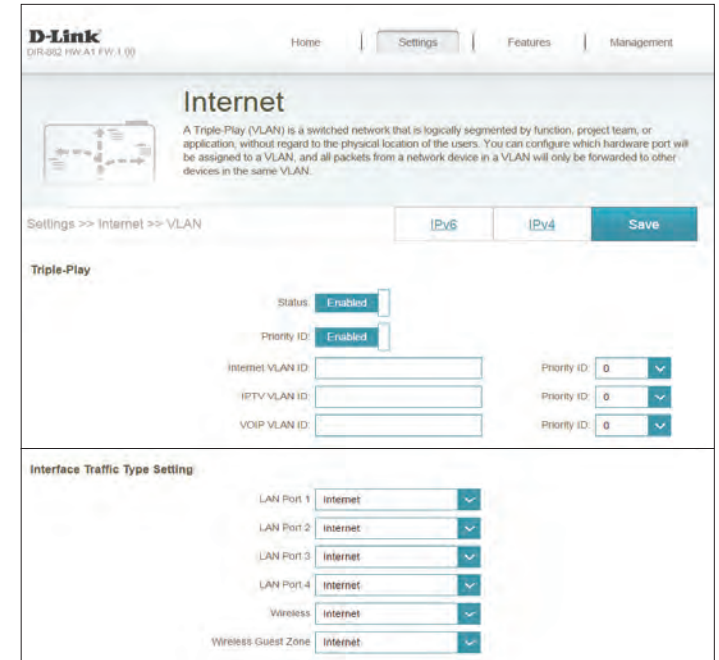 D-Link
DIR-882 HW:A1 FW:1.00
Home | Settings | Features | Management
Internet
A Triple-Play (VLAN) is a switched network that is logically segmented by function, project team, or
application, without regard to the physical location of the users. You can configure which hardware port will
be assigned to a VLAN, and all packets from a network device in a VLAN will only be forwarded to other
devices in the same VLAN.
Settings >> Internet >> VLAN IPv6 IPv4 Save
Triple-Play
Status: Enabled
Priority ID: Enabled
Internet VLAN ID: Priority ID: 0
IPTV VLAN ID: Priority ID: 0
VOIP VLAN ID: Priority ID: 0
Interface Traffic Type Setting
LAN Port 1 Internet
LAN Port 2 Internet
LAN Port 3 Internet
LAN Port 4 Internet
Wireless Internet
Wireless Guest Zone Internet